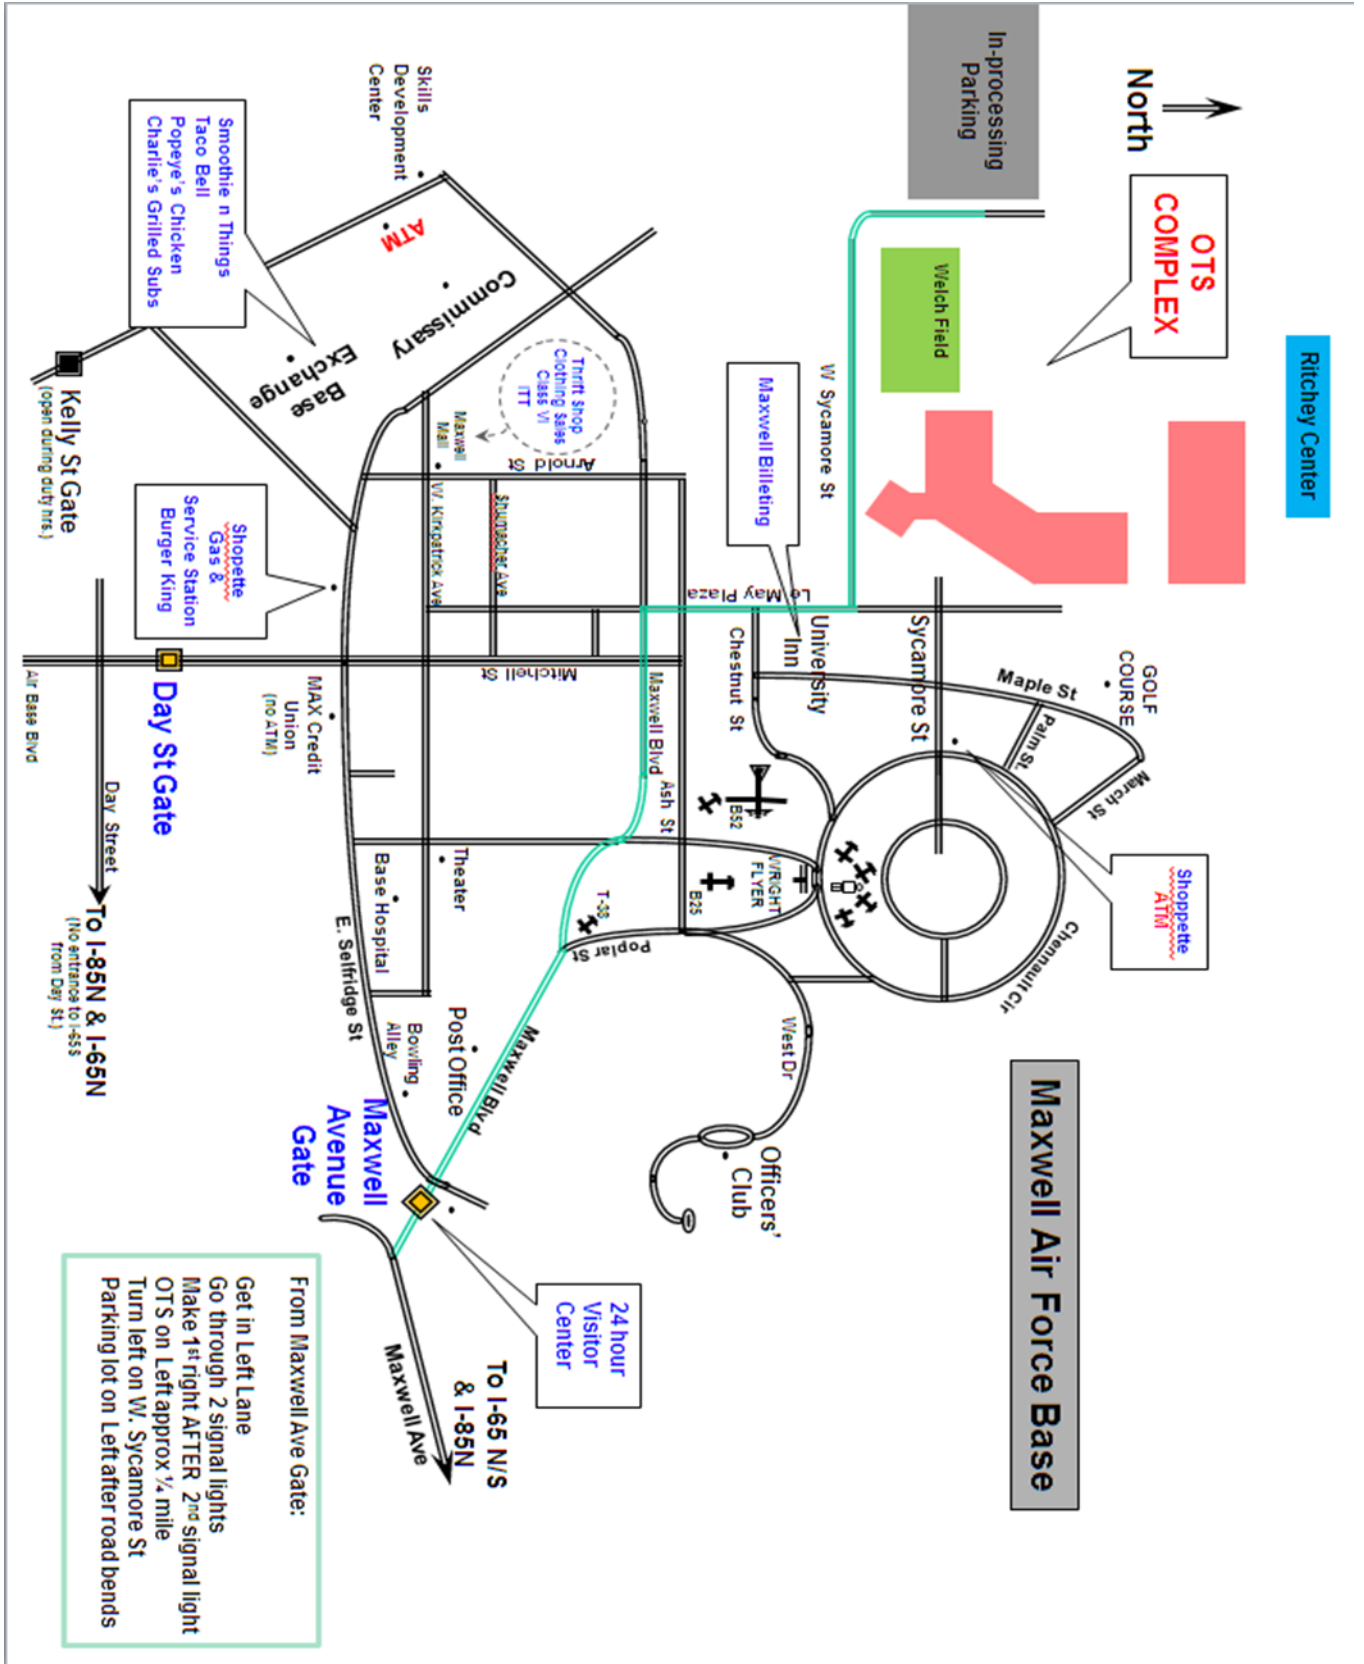 Maxwell Air Force Base
North
OTS
COMPLEX
Ritchey Center
In-processing
Parking
Welch Field
W Sycamore St
Maxwell Billeting
University
Inn
Le May Plaza
Chestnut St
Sycamore St
GOLF
COURSE
Maple St
Palm St.
March St
Shoppette
ATM
Chennault Cir
B52
WRIGHT
FLYER
B25
T-38
Ash St
Poplar St
West Dr
Officers'
Club
Skills
Development
Center
ATM
Commissary
Base
Exchange
Smoothie n Things
Taco Bell
Popeye's Chicken
Charlie's Grilled Subs
Thrift Shop
Clothing Sales
Class VI
ITT
Maxwell
Mall
Arnold St
Shumacher Ave
W. Kirkpatrick Ave
Mitchell St
Maxwell Blvd
Kelly St Gate
(open during duty hrs.)
Shopette
Gas &
Service Station
Burger King
MAX Credit
Union
(no ATM)
Air Base Blvd
Day St Gate
Day Street
To I-85N & I-65N
(No entrance to I-65S
from Day St.)
Theater
Base Hospital
E. Selfridge St
Post Office
Bowling
Alley
Maxwell Blvd
Maxwell
Avenue
Gate
24 hour
Visitor
Center
To I-65 N/S
& I-85N
Maxwell Ave
From Maxwell Ave Gate:
Get in Left Lane
Go through 2 signal lights
Make 1st right AFTER 2nd signal light
OTS on Left approx ¼ mile
Turn left on W. Sycamore St
Parking lot on Left after road bends